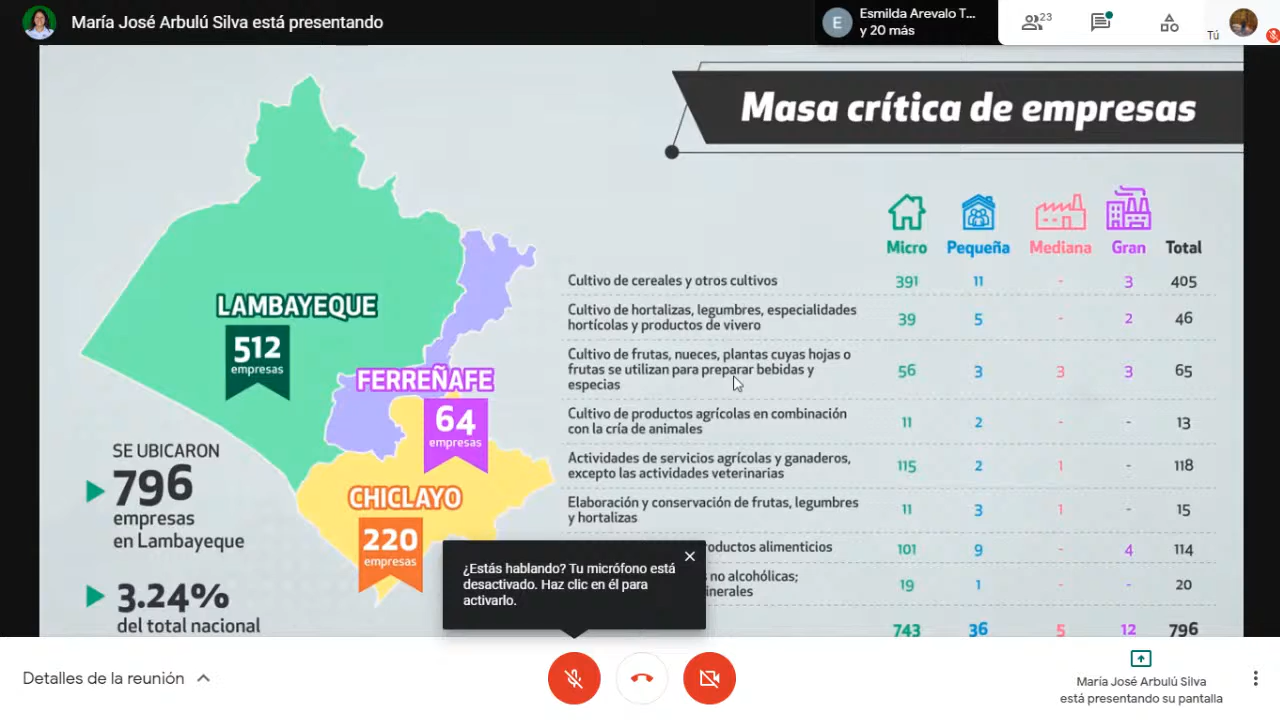 María José Arbulú Silva está presentando
Esmilda Arevalo T...
y 20 más
23
Tú
E
Masa crítica de empresas
Micro Pequeña Mediana Gran Total
Cultivo de cereales y otros cultivos 391 11 - 3 405
Cultivo de hortalizas, legumbres, especialidades
hortícolas y productos de vivero 39 5 - 2 46
Cultivo de frutas, nueces, plantas cuyas hojas o
frutas se utilizan para preparar bebidas y 56 3 3 3 65
especias
Cultivo de productos agrícolas en combinación
con la cría de animales 11 2 - - 13
Actividades de servicios agrícolas y ganaderos,
excepto las actividades veterinarias 115 2 1 - 118
Elaboración y conservación de frutas, legumbres
y hortalizas 11 3 1 - 15
productos alimenticios 101 9 - 4 114
s no alcohólicas;
19 1 - - 20
743 36 5 12 796
LAMBAYEQUE
512
empresas
FERREÑAFE
64
empresas
CHICLAYO
220
empresas
SE UBICARON
796
empresas
en Lambayeque
3.24%
del total nacional
¿Estás hablando? Tu micrófono está
desactivado. Haz clic en él para
activarlo.
Detalles de la reunión
María José Arbulú Silva
está presentando su pantalla